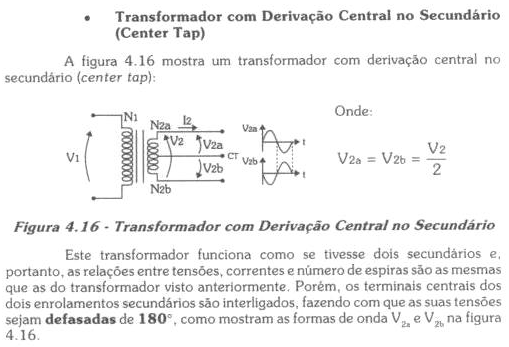 • Transformador com Derivação Central no Secundário
(Center Tap)
A figura 4.16 mostra um transformador com derivação central no
secundário (center tap):
Onde:
N1
N2a I2
V2a t
V1 V2 V2a
CT V2b t
V2b
N2b
V2a = V2b = V2
2
Figura 4.16 - Transformador com Derivação Central no Secundário
Este transformador funciona como se tivesse dois secundários e,
portanto, as relações entre tensões, correntes e número de espiras são as mesmas
que as do transformador visto anteriormente. Porém, os terminais centrais dos
dois enrolamentos secundários são interligados, fazendo com que as suas tensões
sejam defasadas de 180°, como mostram as formas de onda V2a e V2b na figura
4.16.